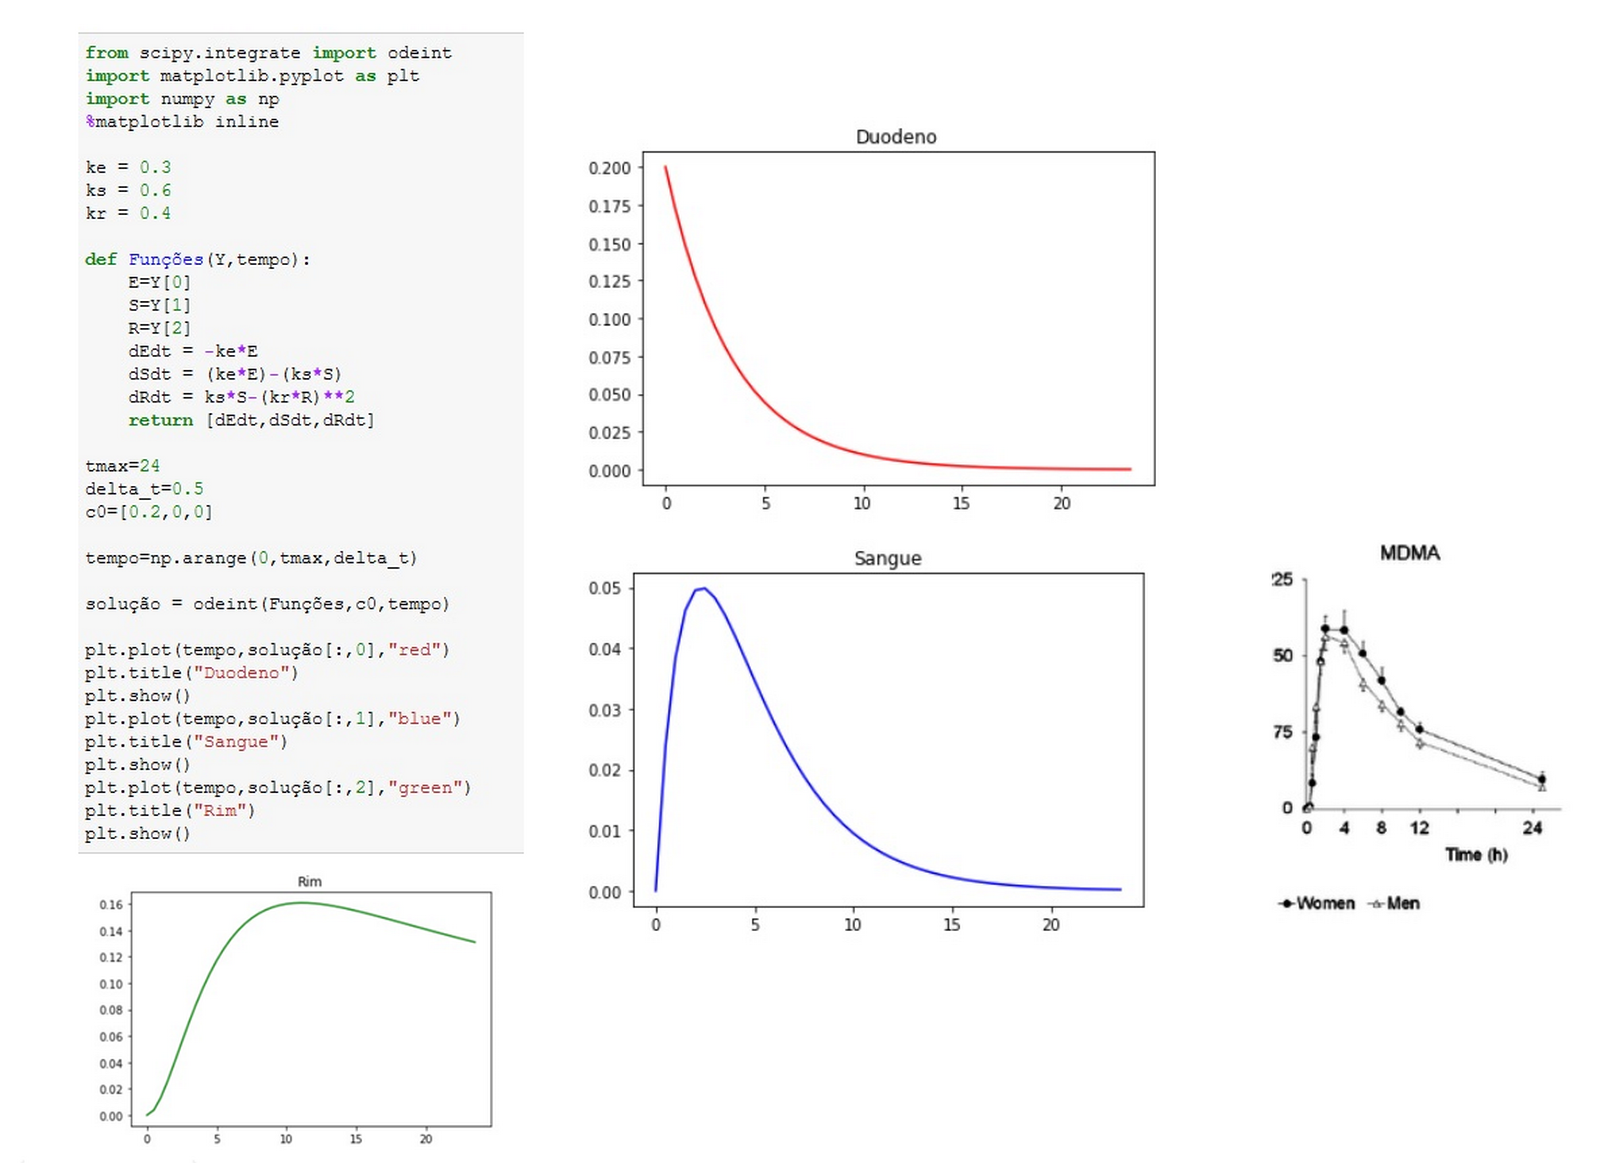 from scipy.integrate import odeint
import matplotlib.pyplot as plt
import numpy as np
%matplotlib inline
ke = 0.3
ks = 0.6
kr = 0.4
def Funções(Y,tempo):
    E=Y[0]
    S=Y[1]
    R=Y[2]
    dEdt = -ke*E
    dSdt = (ke*E)-(ks*S)
    dRdt = ks*S-(kr*R)**2
    return [dEdt,dSdt,dRdt]
tmax=24
delta_t=0.5
c0=[0.2,0,0]
tempo=np.arange(0,tmax,delta_t)
solução = odeint(Funções,c0,tempo)
plt.plot(tempo,solução[:,0],"red")
plt.title("Duodeno")
plt.show()
plt.plot(tempo,solução[:,1],"blue")
plt.title("Sangue")
plt.show()
plt.plot(tempo,solução[:,2],"green")
plt.title("Rim")
plt.show()
Rim
0.16
0.14
0.12
0.10
0.08
0.06
0.04
0.02
0.00
0 5 10 15 20
Duodeno
0.200
0.175
0.150
0.125
0.100
0.075
0.050
0.025
0.000
0 5 10 15 20
Sangue
0.05
0.04
0.03
0.02
0.01
0.00
0 5 10 15 20
MDMA
25
50
75
0
0 4 8 12 24
Time (h)
Women Men